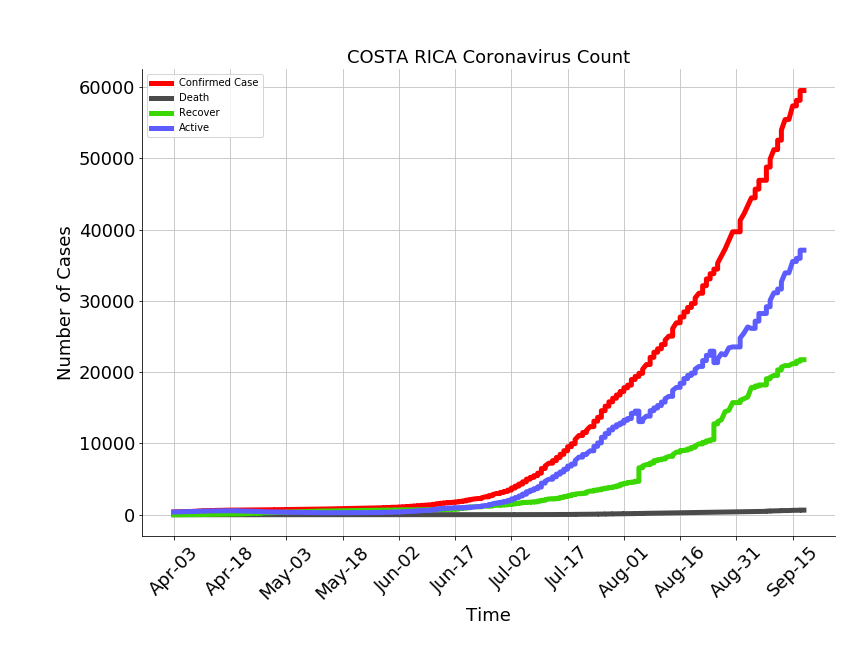 COSTA RICA Coronavirus Count
Confirmed Case
Death
Recover
Active
60000
50000
40000
30000
20000
10000
0
Number of Cases
Apr-03
Apr-18
May-03
May-18
Jun-02
Jun-17
Jul-02
Jul-17
Aug-01
Aug-16
Aug-31
Sep-15
Time